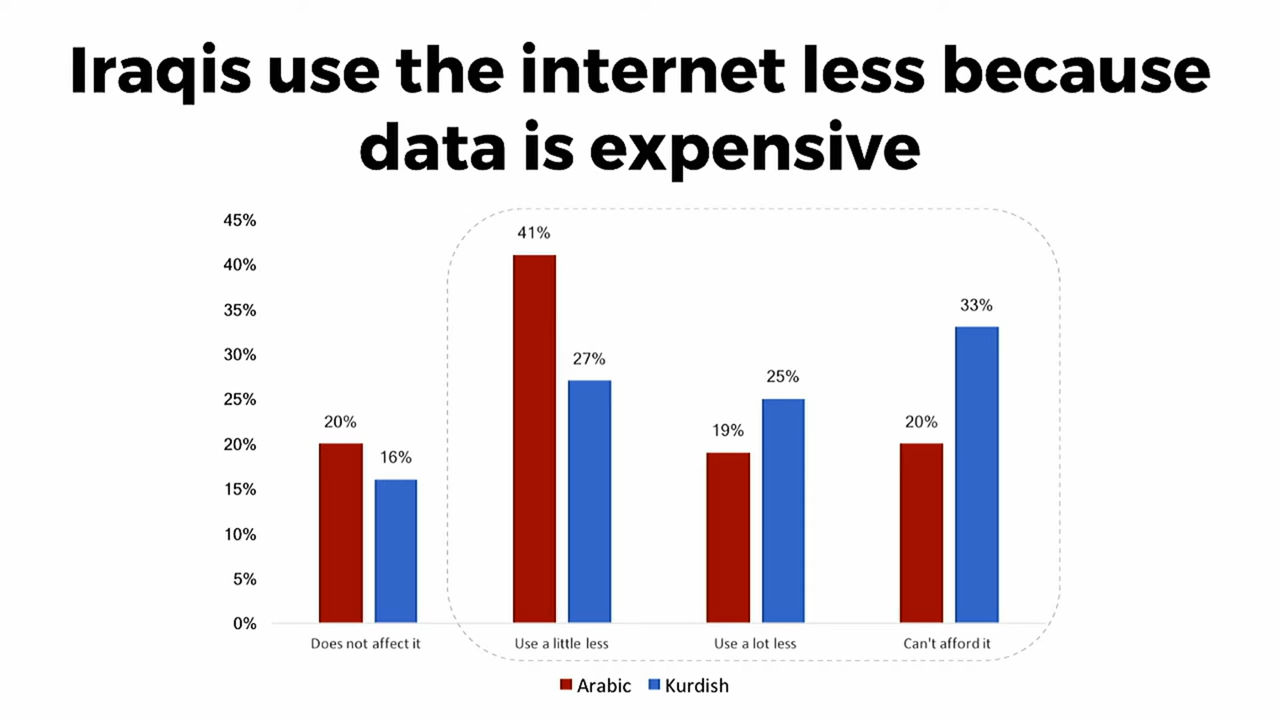 Iraqis use the internet less because
data is expensive
45%
40%
35%
30%
25%
20%
15%
10%
5%
0%
20%
16%
41%
27%
19%
25%
20%
33%
Does not affect it
Use a little less
Use a lot less
Can't afford it
Arabic
Kurdish